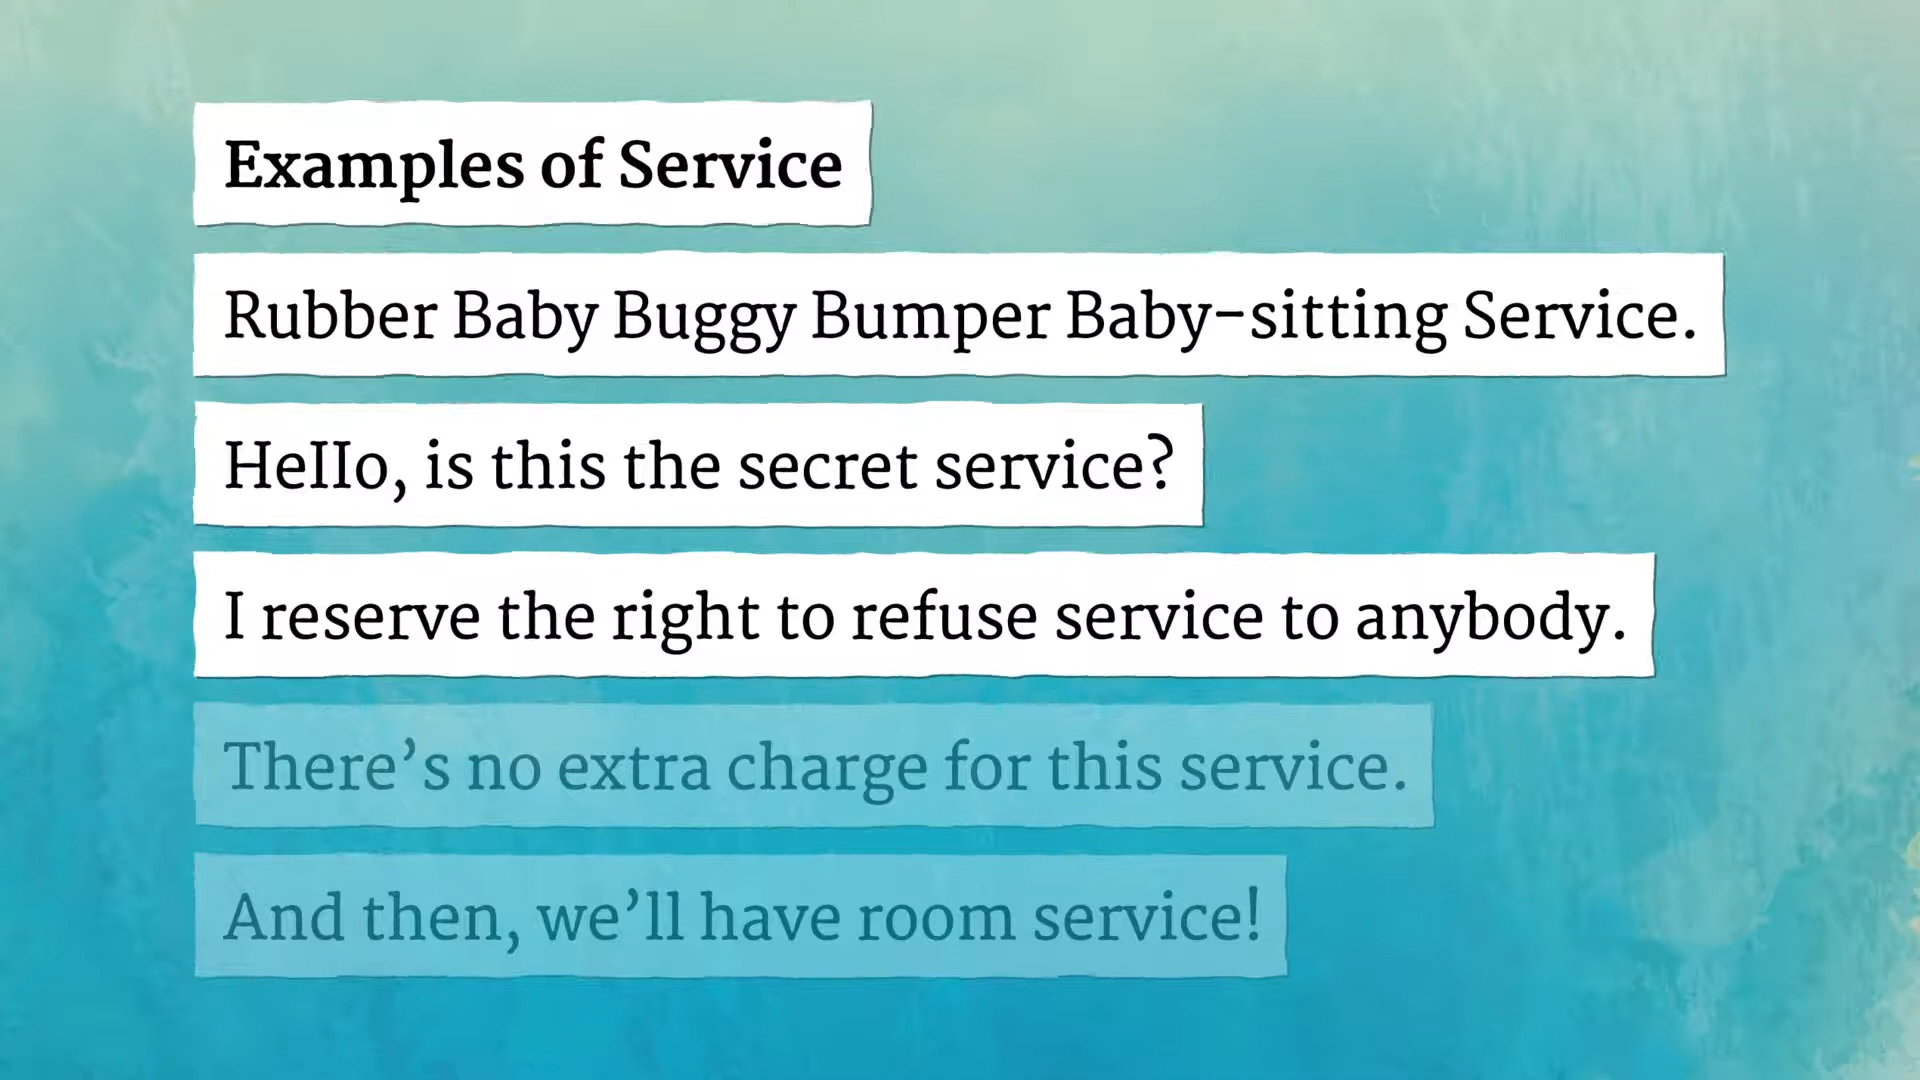 Examples of Service
Rubber Baby Buggy Bumper Baby-sitting Service.
HeIIo, is this the secret service?
I reserve the right to refuse service to anybody.
There’s no extra charge for this service.
And then, we’ll have room service!